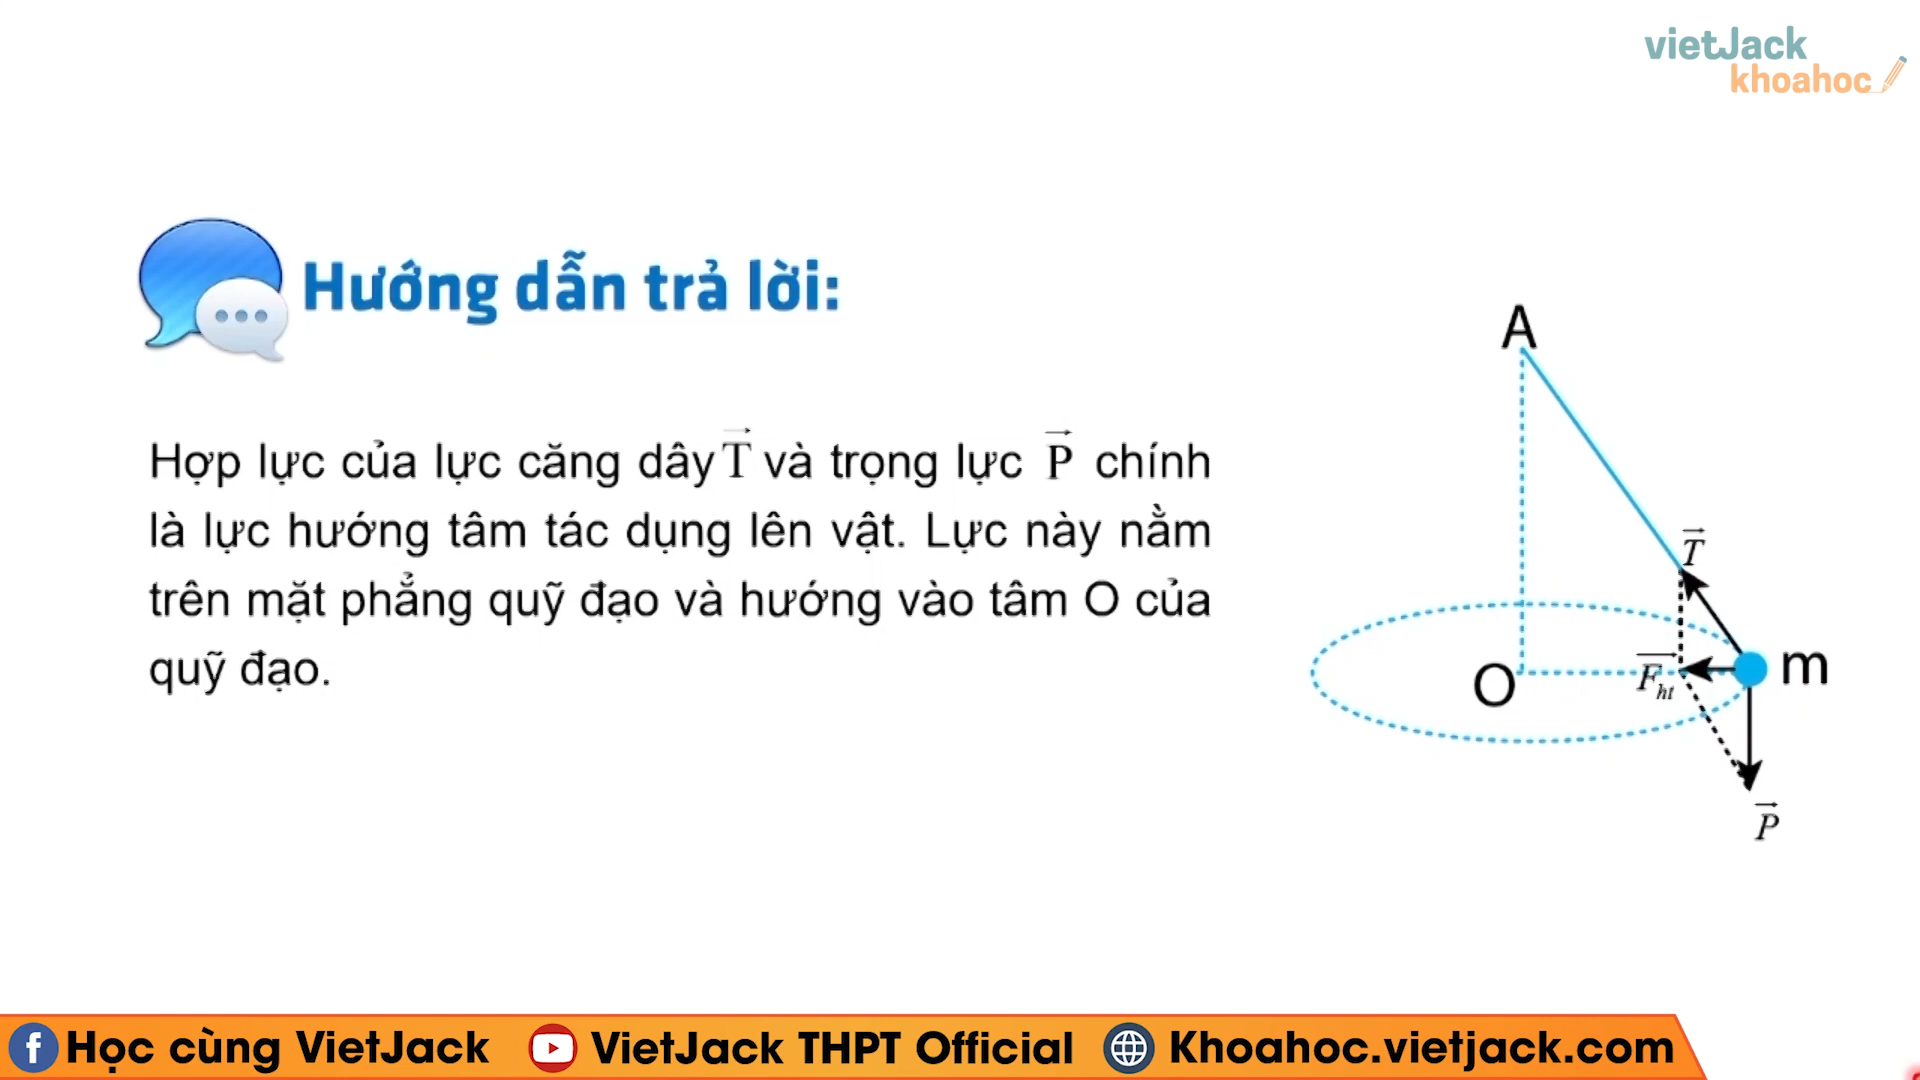 vietJack
khoahoc
Hướng dẫn trả lời:
Hợp lực của lực căng dây T⃗ và trọng lực P⃗ chính
là lực hướng tâm tác dụng lên vật. Lực này nằm
trên mặt phẳng quỹ đạo và hướng vào tâm O của
quỹ đạo.
A
T⃗
O
F⃗ht
m
P⃗
Học cùng VietJack
VietJack THPT Official
Khoahoc.vietjack.com